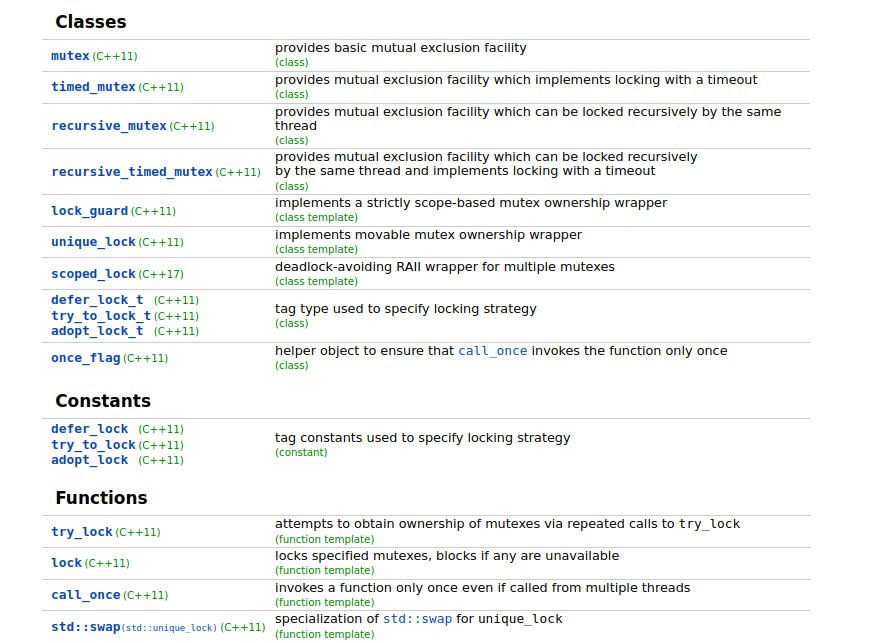 Classes
mutex (C++11) provides basic mutual exclusion facility
(class)
timed_mutex (C++11) provides mutual exclusion facility which implements locking with a timeout
(class)
recursive_mutex (C++11) provides mutual exclusion facility which can be locked recursively by the same
thread
(class)
recursive_timed_mutex (C++11) provides mutual exclusion facility which can be locked recursively
by the same thread and implements locking with a timeout
(class)
lock_guard (C++11) implements a strictly scope-based mutex ownership wrapper
(class template)
unique_lock (C++11) implements movable mutex ownership wrapper
(class template)
scoped_lock (C++17) deadlock-avoiding RAII wrapper for multiple mutexes
(class template)
defer_lock_t (C++11)
try_to_lock_t (C++11)
adopt_lock_t (C++11)
tag type used to specify locking strategy
(class)
once_flag (C++11) helper object to ensure that call_once invokes the function only once
(class)
Constants
defer_lock (C++11)
try_to_lock (C++11)
adopt_lock (C++11)
tag constants used to specify locking strategy
(constant)
Functions
try_lock (C++11) attempts to obtain ownership of mutexes via repeated calls to try_lock
(function template)
lock (C++11) locks specified mutexes, blocks if any are unavailable
(function template)
call_once (C++11) invokes a function only once even if called from multiple threads
(function template)
std::swap(std::unique_lock) (C++11) specialization of std::swap for unique_lock
(function template)